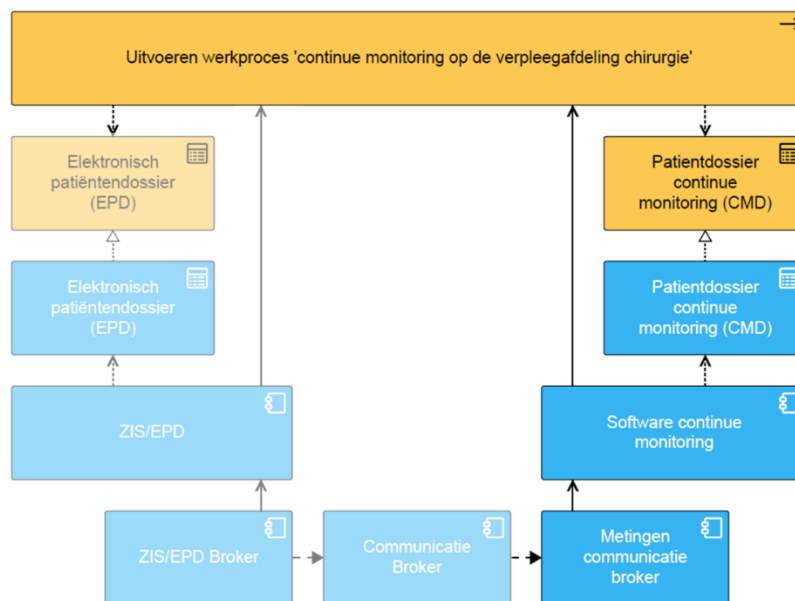 Uitvoeren werkproces 'continue monitoring op de verpleegafdeling chirurgie'
Elektronisch
patiëntendossier
(EPD)
Patientdossier
continue
monitoring (CMD)
Elektronisch
patiëntendossier
(EPD)
Patientdossier
continue
monitoring (CMD)
ZIS/EPD
Software continue
monitoring
ZIS/EPD Broker
Communicatie
Broker
Metingen
communicatie
broker